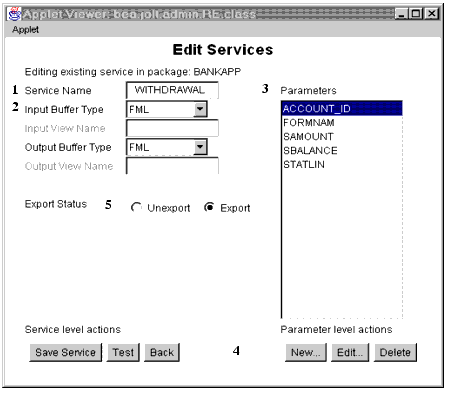 Applet Viewer: bea.jolt.admin.RE.class
Applet
Edit Services
Editing existing service in package: BANKAPP
1 Service Name WITHDRAWAL 3 Parameters
2 Input Buffer Type FML ACCOUNT_ID
Input View Name FORMNAM
Output Buffer Type FML SAMOUNT
Output View Name SBALANCE
STATLIN
Export Status 5 Unexport Export
Service level actions Parameter level actions
Save Service Test Back 4 New... Edit... Delete